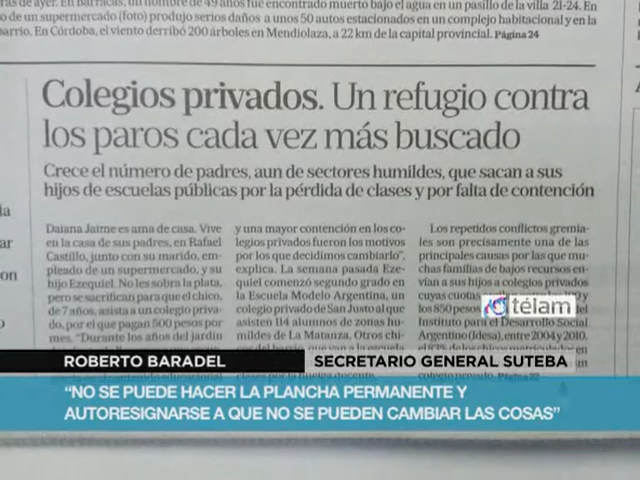 ras de ayer. En Barracas, un hombre de 49 años fue encontrado muerto bajo el agua en un pasillo de la villa 21-24. En
o de un supermercado (foto) produjo serios daños a unos 50 autos estacionados en un complejo habitacional y en la
barrio. En Córdoba, el viento derribó 200 árboles en Mendiolaza, a 22 km de la capital provincial. Página 24
Colegios privados. Un refugio contra
los paros cada vez más buscado
Crece el número de padres, aun de sectores humildes, que sacan a sus
hijos de escuelas públicas por la pérdida de clases y por falta de contención
Daiana Jaime es ama de casa. Vive
en la casa de sus padres, en Rafael
Castillo, junto con su marido, em-
pleado de un supermercado, y su
hijo Ezequiel. No les sobra la plata,
pero se sacrifican para que el chico,
de 7 años, asista a un colegio priva-
do, por el que pagan 500 pesos por
mes. "Durante los años del jardín
y una mayor contención en los co-
legios privados fueron los motivos
por los que decidimos cambiarlo",
explica. La semana pasada Eze-
quiel comenzó segundo grado en
la Escuela Modelo Argentina, un
colegio privado de San Justo al que
asisten 114 alumnos de zonas hu-
mildes de La Matanza. Otros chi-
Los repetidos conflictos gremia-
les son precisamente una de las
principales causas por las que mu-
chas familias de bajos recursos en-
vían a sus hijos a colegios privados
cuyas cuotas
y los 850 pesos
Instituto para el Desarrollo Social
Argentino (Idesa), entre 2004 y 2010.
télam
ROBERTO BARADEL
SECRETARIO GENERAL SUTEBA
“NO SE PUEDE HACER LA PLANCHA PERMANENTE Y
AUTORESIGNARSE A QUE NO SE PUEDEN CAMBIAR LAS COSAS”